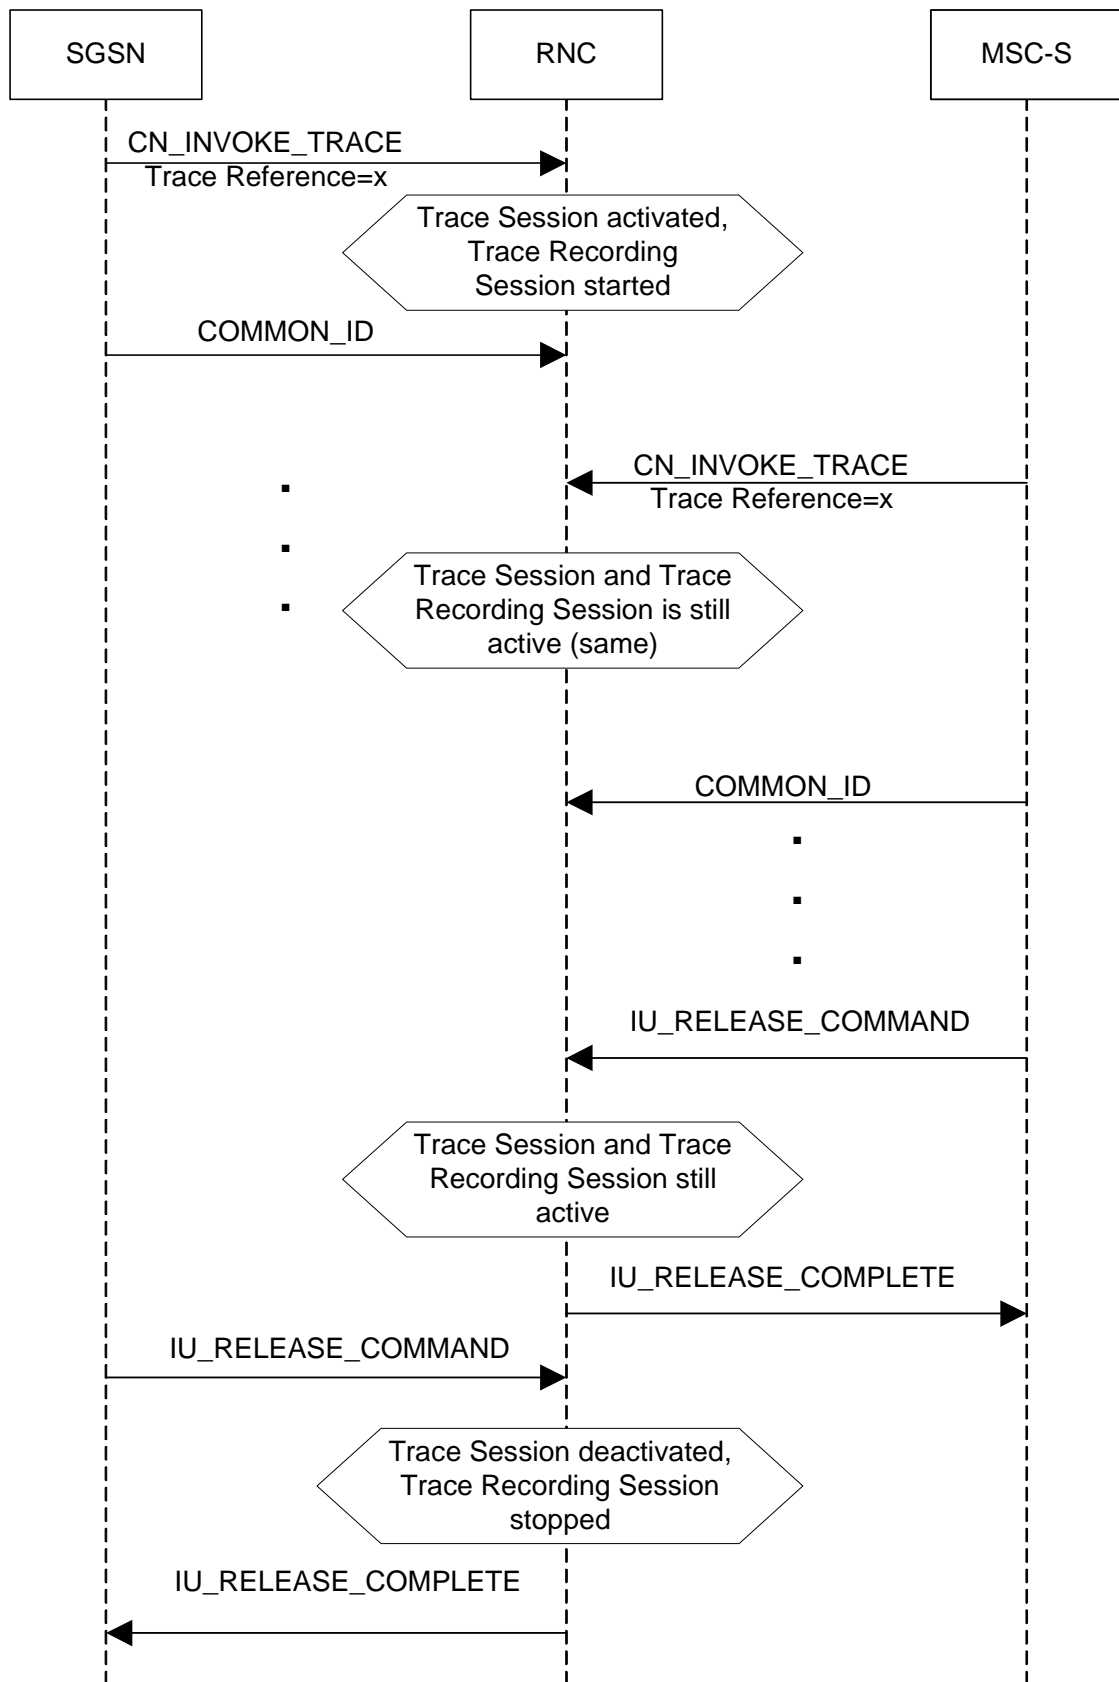 SGSN
RNC
MSC-S
CN_INVOKE_TRACE
Trace Reference=x
Trace Session activated,
Trace Recording
Session started
COMMON_ID
CN_INVOKE_TRACE
Trace Reference=x
Trace Session and Trace
Recording Session is still
active (same)
COMMON_ID
IU_RELEASE_COMMAND
Trace Session and Trace
Recording Session still
active
IU_RELEASE_COMPLETE
IU_RELEASE_COMMAND
Trace Session deactivated,
Trace Recording Session
stopped
IU_RELEASE_COMPLETE